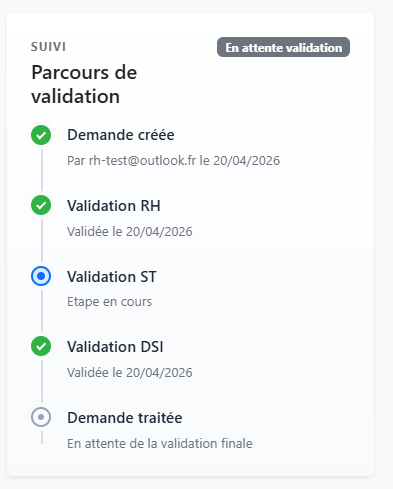 SUIVI
En attente validation
Parcours de
validation
Demande créée
Par rh-test@outlook.fr le 20/04/2026
Validation RH
Validée le 20/04/2026
Validation ST
Etape en cours
Validation DSI
Validée le 20/04/2026
Demande traitée
En attente de la validation finale